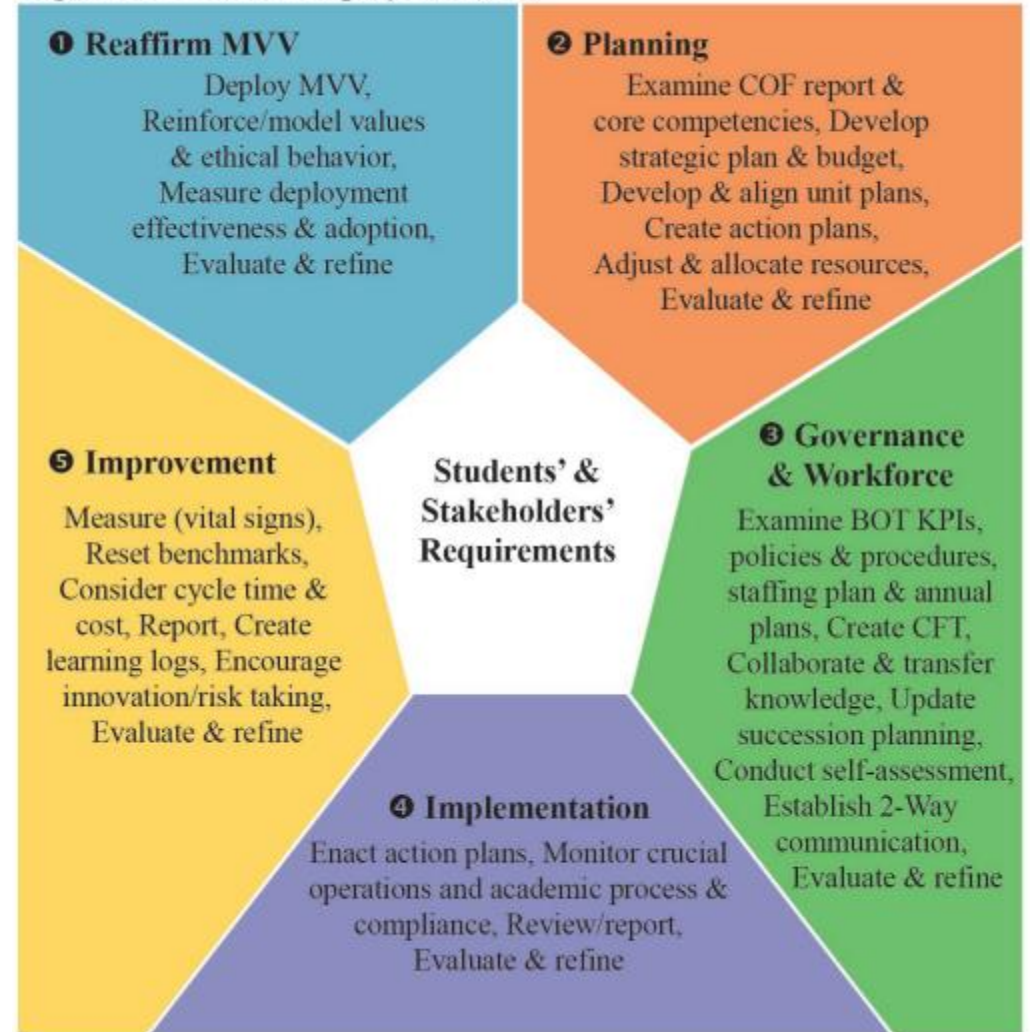 ❶ Reaffirm MVV
Deploy MVV,
Reinforce/model values
& ethical behavior,
Measure deployment
effectiveness & adoption,
Evaluate & refine
❷ Planning
Examine COF report &
core competencies, Develop
strategic plan & budget,
Develop & align unit plans,
Create action plans,
Adjust & allocate resources,
Evaluate & refine
❸ Governance
& Workforce
Examine BOT KPIs,
policies & procedures,
staffing plan & annual
plans, Create CFT,
Collaborate & transfer
knowledge, Update
succession planning,
Conduct self-assessment,
Establish 2-Way
communication,
Evaluate & refine
❹ Implementation
Enact action plans, Monitor crucial
operations and academic process &
compliance, Review/report,
Evaluate & refine
❺ Improvement
Measure (vital signs),
Reset benchmarks,
Consider cycle time &
cost, Report, Create
learning logs, Encourage
innovation/risk taking,
Evaluate & refine
Students’ &
Stakeholders’
Requirements